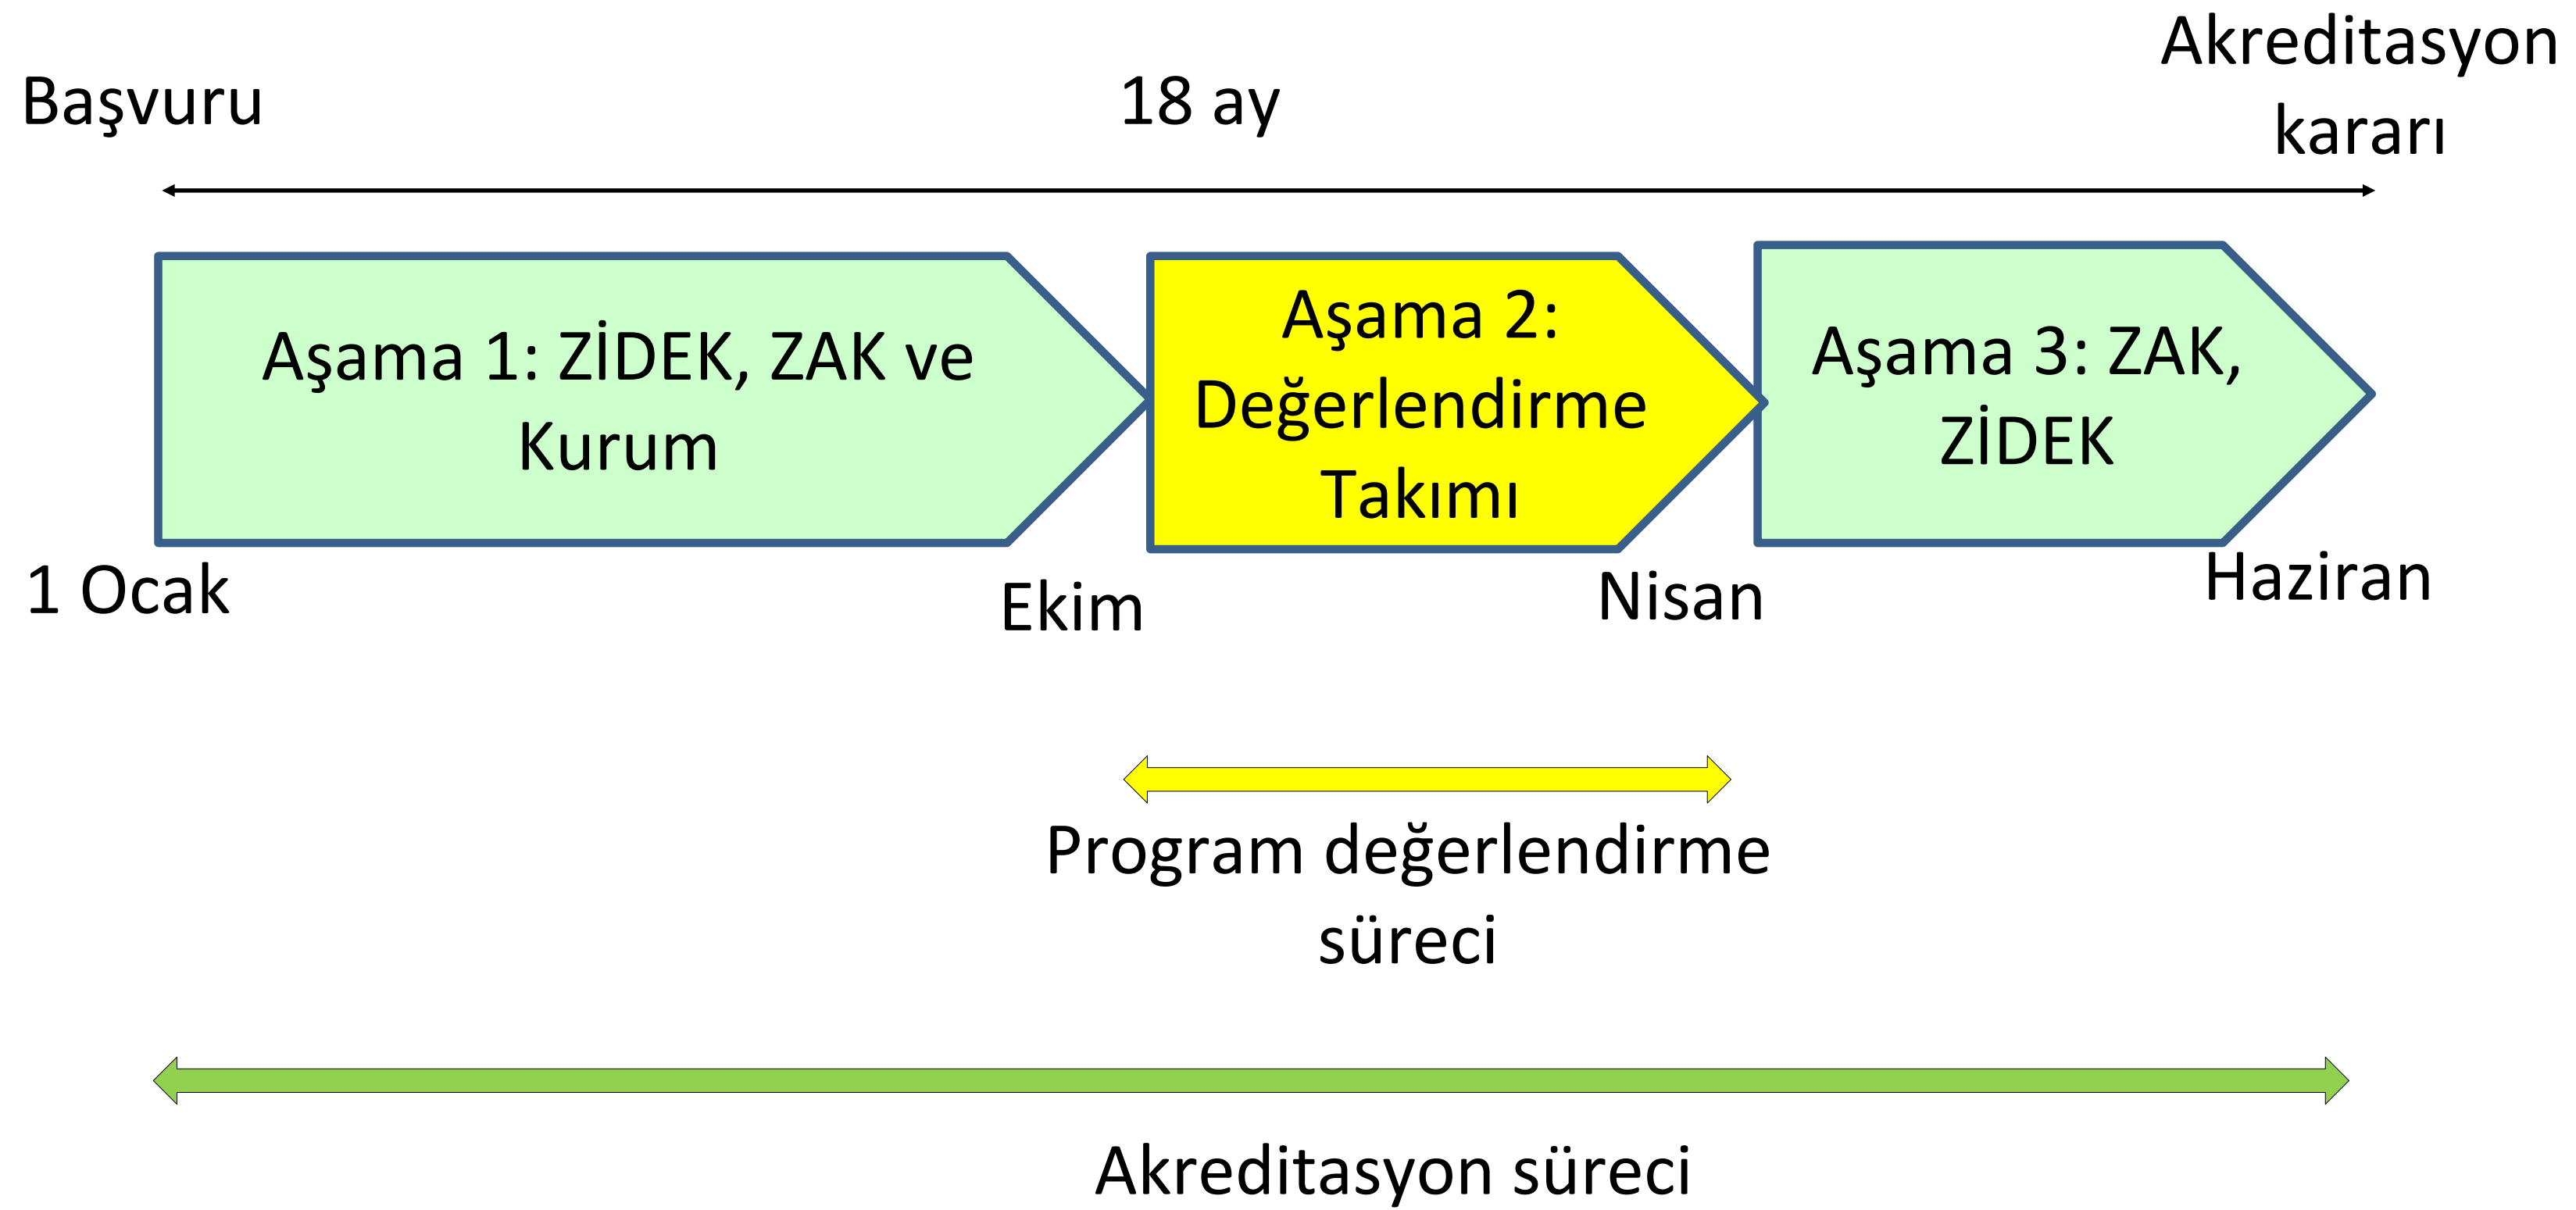 Başvuru
18 ay
Akreditasyon
kararı
Aşama 1: ZİDEK, ZAK ve
Kurum
Aşama 2:
Değerlendirme
Takımı
Aşama 3: ZAK,
ZİDEK
1 Ocak
Ekim
Nisan
Haziran
Program değerlendirme
süreci
Akreditasyon süreci